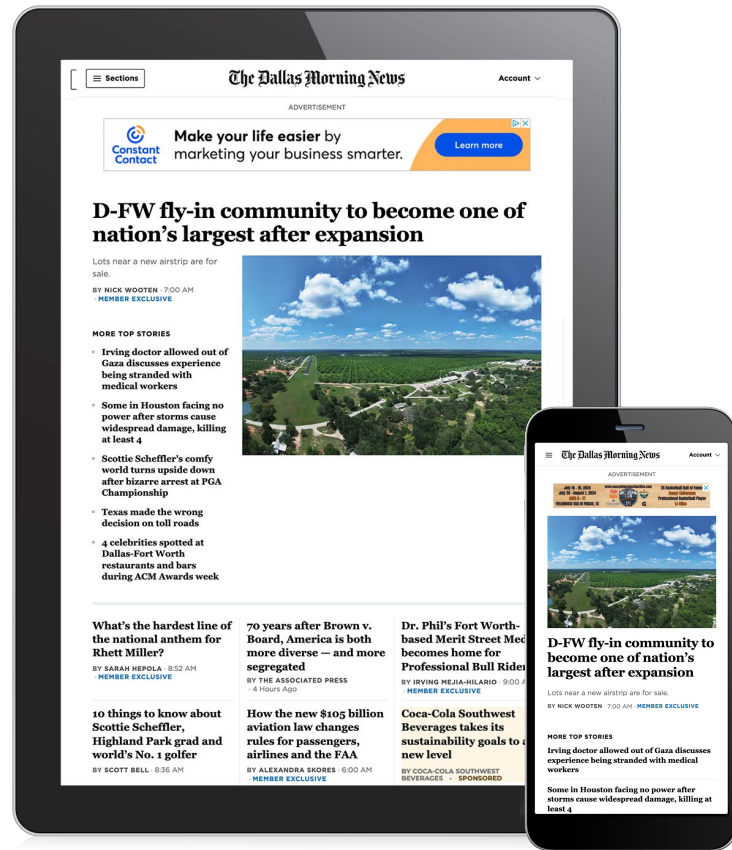 Sections
The Dallas Morning News
Account
ADVERTISEMENT
Constant
Contact
Make your life easier by
marketing your business smarter.
Learn more
D-FW fly-in community to become one of
nation's largest after expansion
Lots near a new airstrip are for
sale.
BY NICK WOOTEN · 7:00 AM
· MEMBER EXCLUSIVE
MORE TOP STORIES
Irving doctor allowed out of
Gaza discusses experience
being stranded with
medical workers
Some in Houston facing no
power after storms cause
widespread damage, killing
at least 4
Scottie Scheffler's comfy
world turns upside down
after bizarre arrest at PGA
Championship
Texas made the wrong
decision on toll roads
4 celebrities spotted at
Dallas-Fort Worth
restaurants and bars
during ACM Awards week
What's the hardest line of
the national anthem for
Rhett Miller?
BY SARAH HEPOLA · 8:52 AM
· MEMBER EXCLUSIVE
70 years after Brown v.
Board, America is both
more diverse — and more
segregated
BY THE ASSOCIATED PRESS
· 4 Hours Ago
Dr. Phil's Fort Worth-
based Merit Street Med
becomes home for
Professional Bull Rider
BY IRVING MEJIA-HILARIO · 9:00 A
· MEMBER EXCLUSIVE
10 things to know about
Scottie Scheffler,
Highland Park grad and
world's No. 1 golfer
BY SCOTT BELL · 8:36 AM
How the new $105 billion
aviation law changes
rules for passengers,
airlines and the FAA
BY ALEXANDRA SKORES · 6:00 AM
· MEMBER EXCLUSIVE
Coca-Cola Southwest
Beverages takes its
sustainability goals to a
new level
BY COCA-COLA SOUTHWEST
BEVERAGES · SPONSORED
The Dallas Morning News
Account
ADVERTISEMENT
July 29 - August 1, 2024
Professional Basketball Player
D-FW fly-in community to
become one of nation's
largest after expansion
Lots near a new airstrip are for sale.
BY NICK WOOTEN · 7:00 AM · MEMBER EXCLUSIVE
MORE TOP STORIES
Irving doctor allowed out of Gaza discusses
experience being stranded with medical
workers
Some in Houston facing no power after
storms cause widespread damage, killing at
least 4